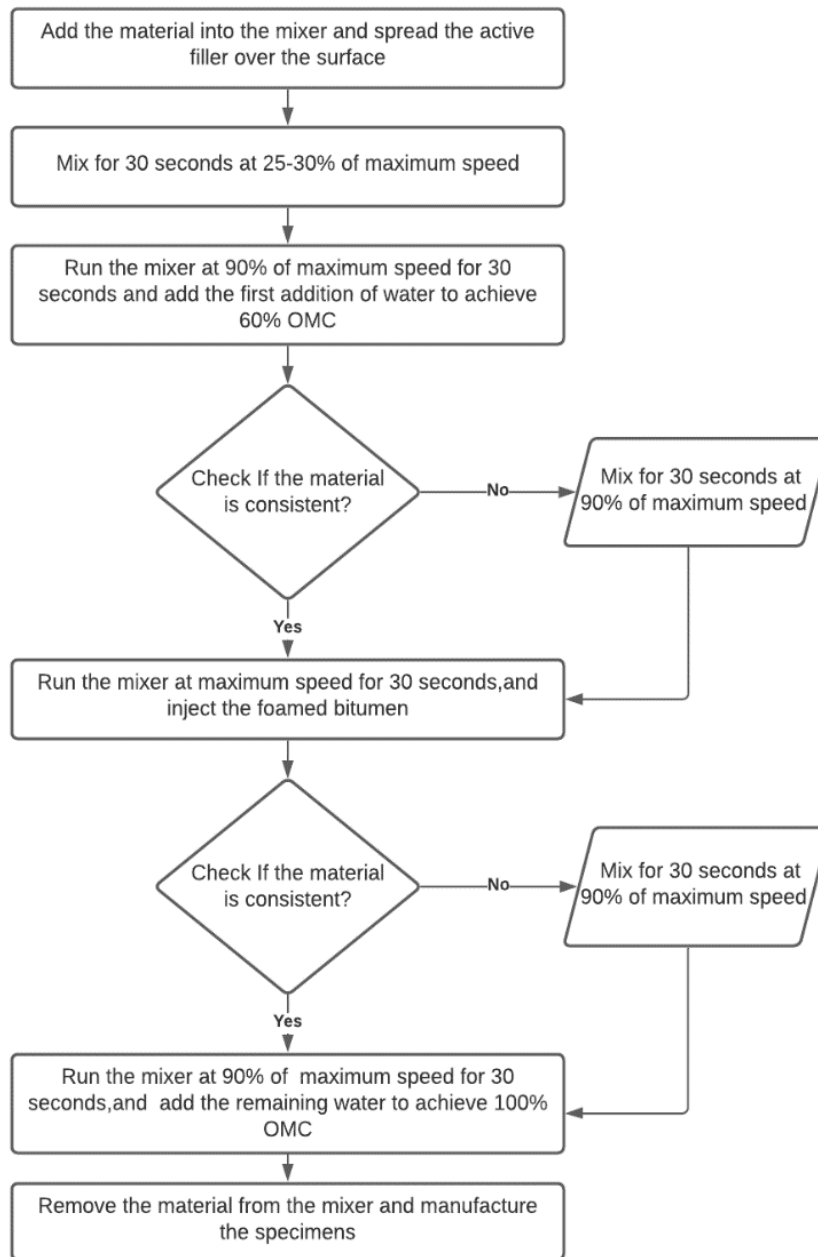 Add the material into the mixer and spread the active
filler over the surface
Mix for 30 seconds at 25-30% of maximum speed
Run the mixer at 90% of maximum speed for 30
seconds and add the first addition of water to achieve
60% OMC
Check If the material
is consistent?
No
Mix for 30 seconds at
90% of maximum speed
Yes
Run the mixer at maximum speed for 30 seconds,and
inject the foamed bitumen
Check If the material
is consistent?
No
Mix for 30 seconds at
90% of maximum speed
Yes
Run the mixer at 90% of  maximum speed for 30
seconds,and  add the remaining water to achieve 100%
OMC
Remove the material from the mixer and manufacture
the specimens